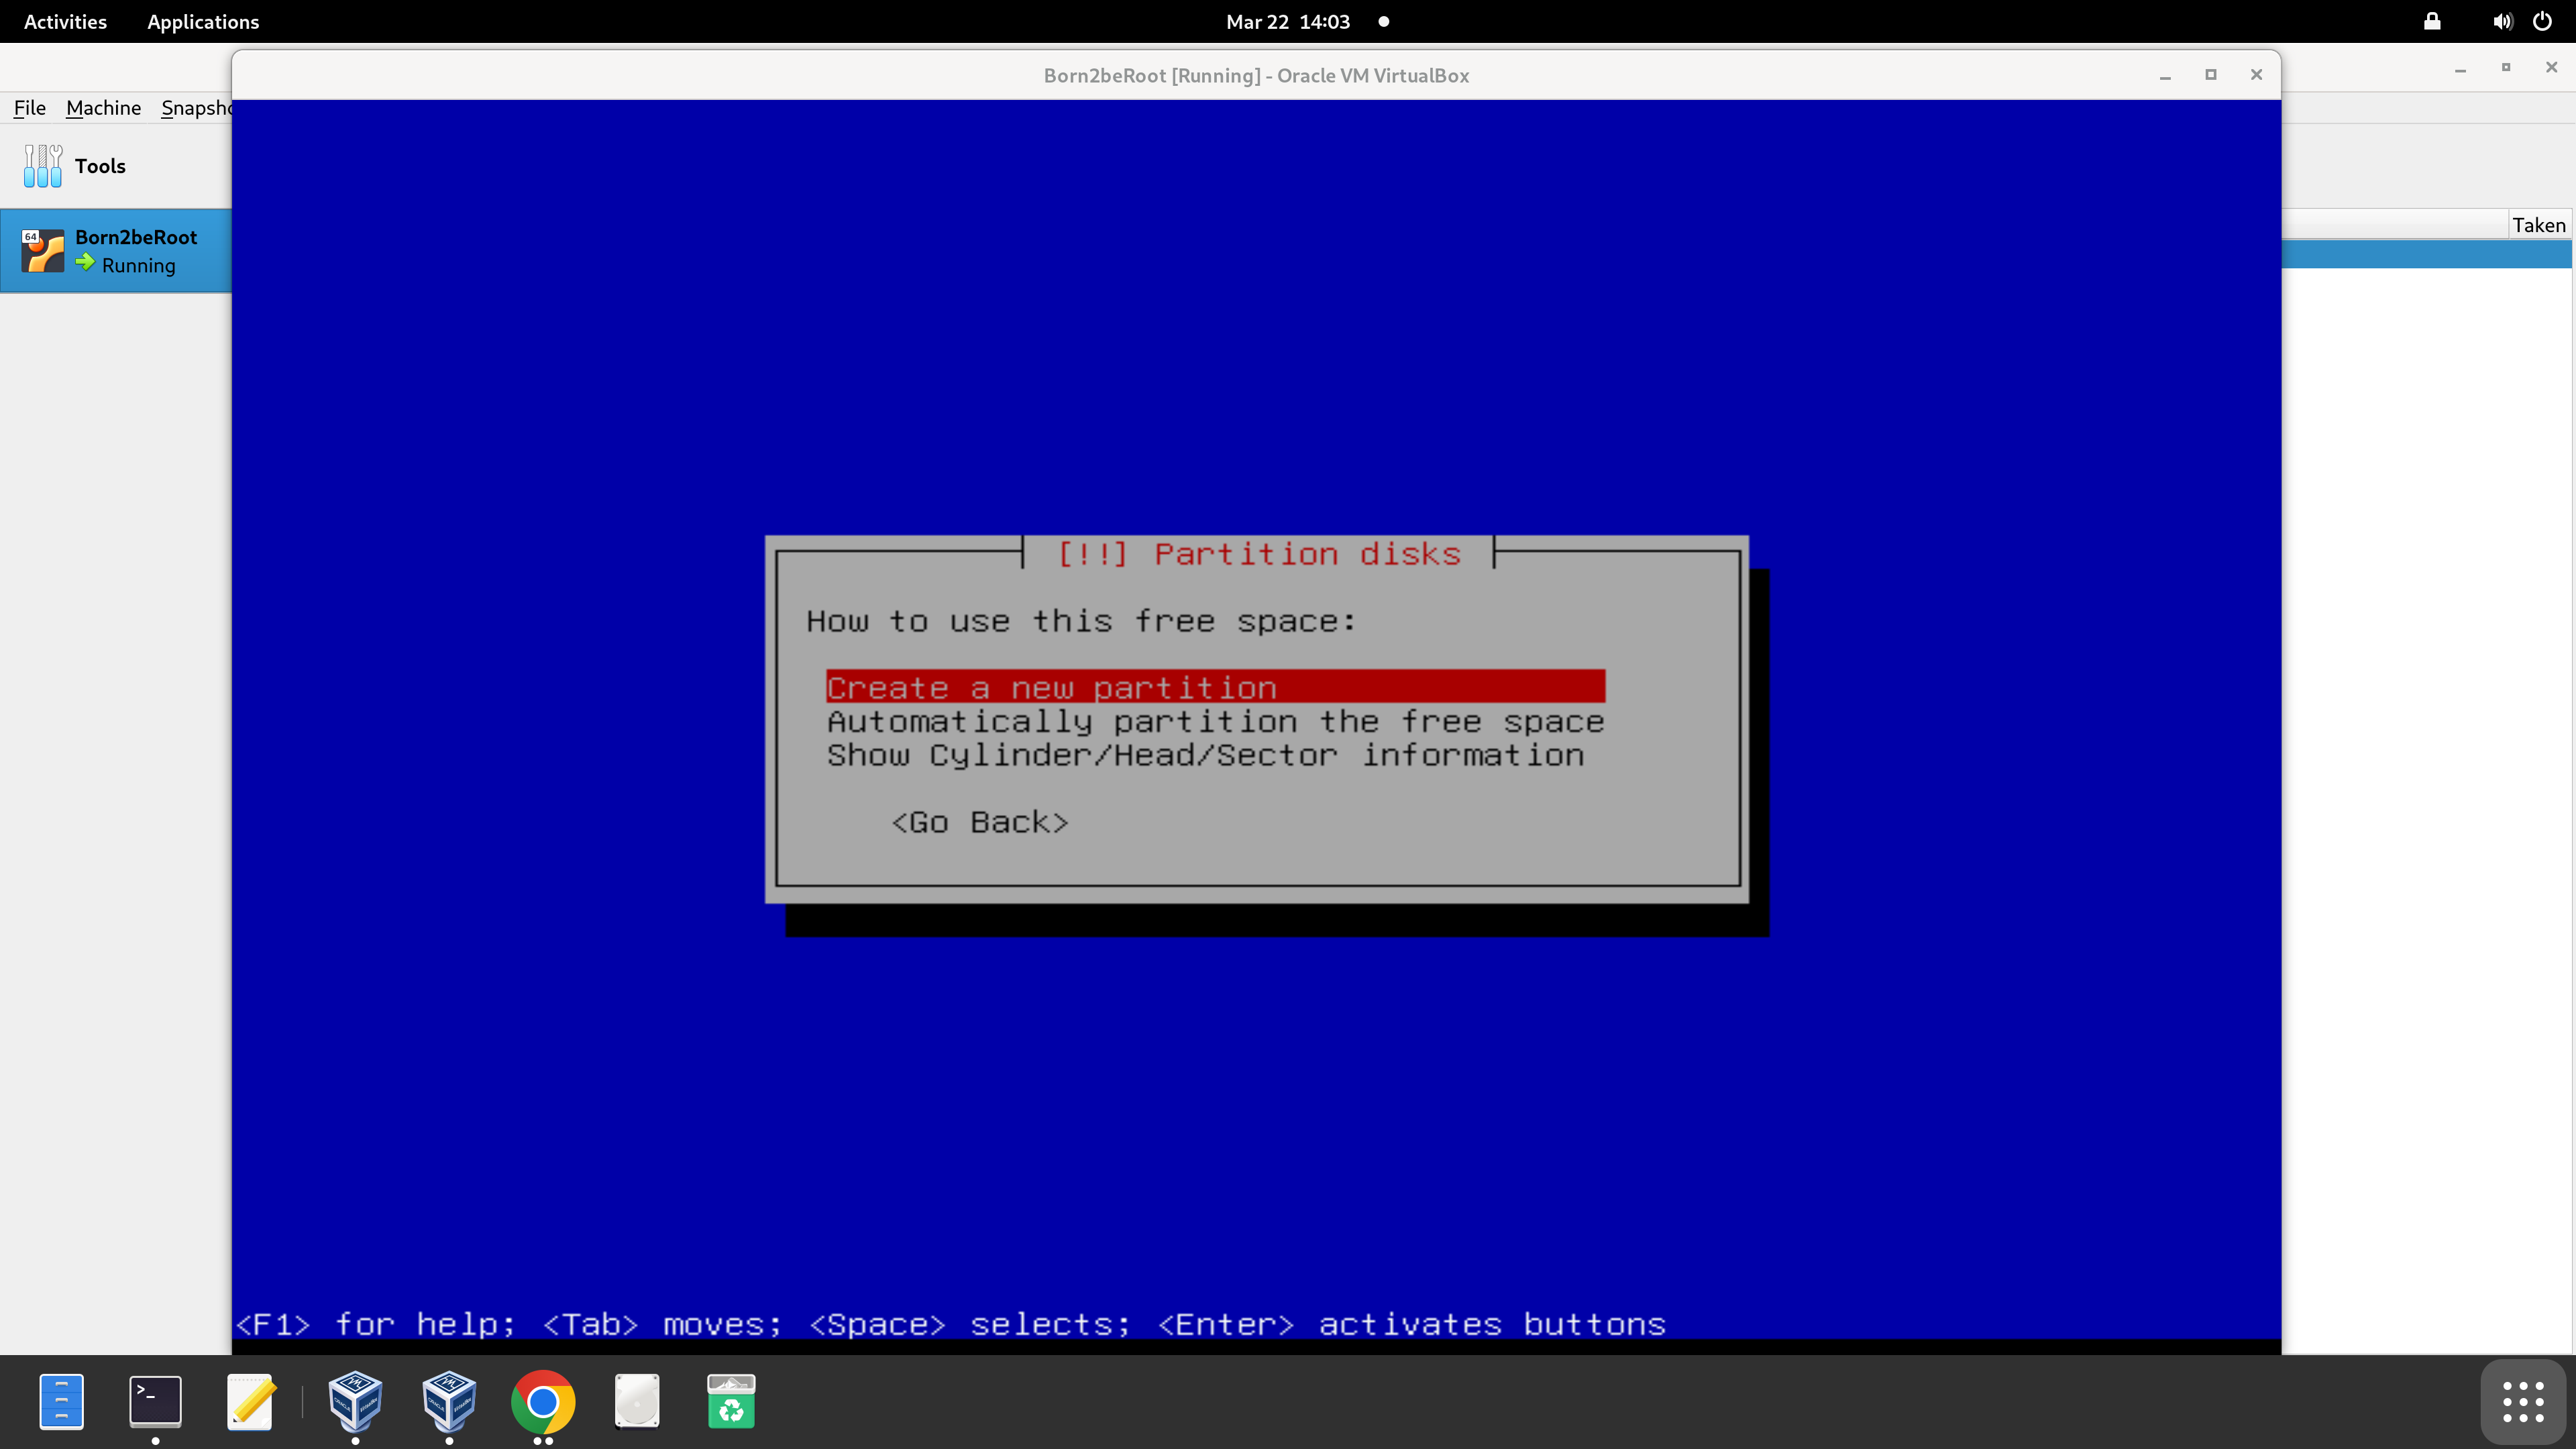 Activities Applications Mar 22 14:03
Born2beRoot [Running] - Oracle VM VirtualBox
File Machine Snapsho
Tools
Taken
64 Born2beRoot
Running
[!!] Partition disks
How to use this free space:
Create a new partition
Automatically partition the free space
Show Cylinder/Head/Sector information
<Go Back>
<F1> for help; <Tab> moves; <Space> selects; <Enter> activates buttons
>_